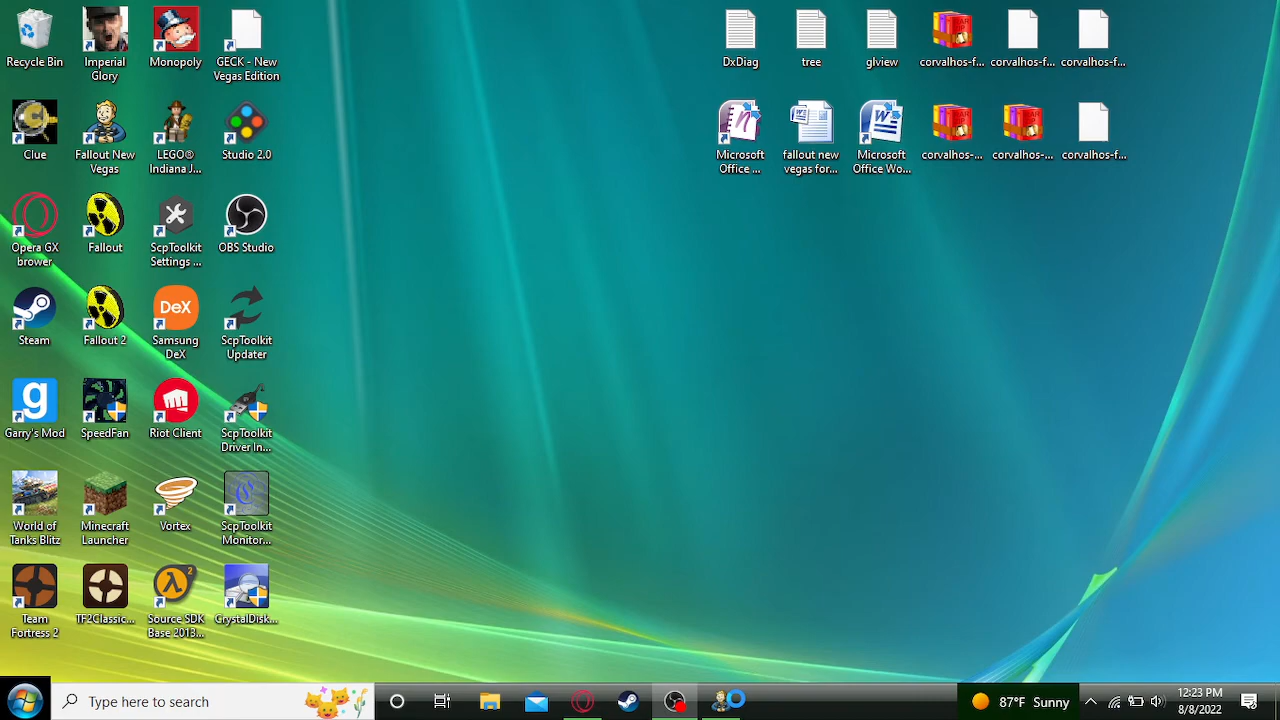 Recycle Bin
Imperial
Glory
Monopoly
GECK - New
Vegas Edition
DxDiag
tree
glview
corvalhos-f...
corvalhos-f...
corvalhos-f...
Clue
Fallout New
Vegas
LEGO®
Indiana J...
Studio 2.0
Microsoft
Office ...
fallout new
vegas for...
Microsoft
Office Wo...
corvalhos-...
corvalhos-...
corvalhos-f...
Opera GX
brower
Fallout
ScpToolkit
Settings ...
OBS Studio
Steam
Fallout 2
DeX
Samsung
DeX
ScpToolkit
Updater
g
Garry's Mod
SpeedFan
Riot Client
ScpToolkit
Driver In...
World of
Tanks Blitz
Minecraft
Launcher
Vortex
ScpToolkit
Monitor...
Team
Fortress 2
TF2Classic...
2
Source SDK
Base 2013...
CrystalDisk...
Type here to search
87°F Sunny
12:23 PM
8/8/2022